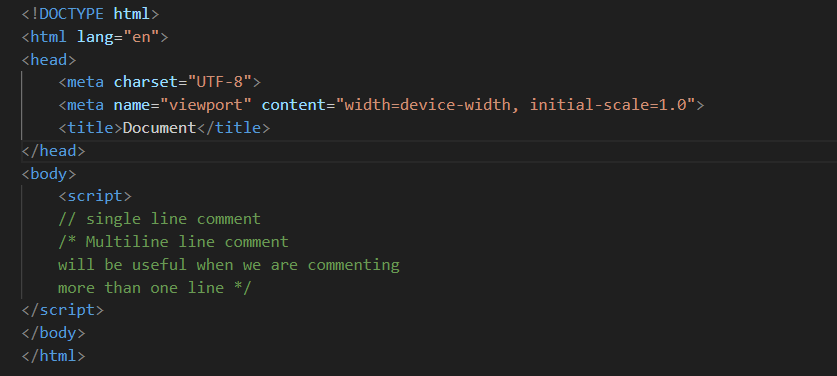 <!DOCTYPE html>
<html lang="en">
<head>
    <meta charset="UTF-8">
    <meta name="viewport" content="width=device-width, initial-scale=1.0">
    <title>Document</title>
</head>
<body>
    <script>
    // single line comment
    /* Multiline line comment
    will be useful when we are commenting
    more than one line */
</script>
</body>
</html>